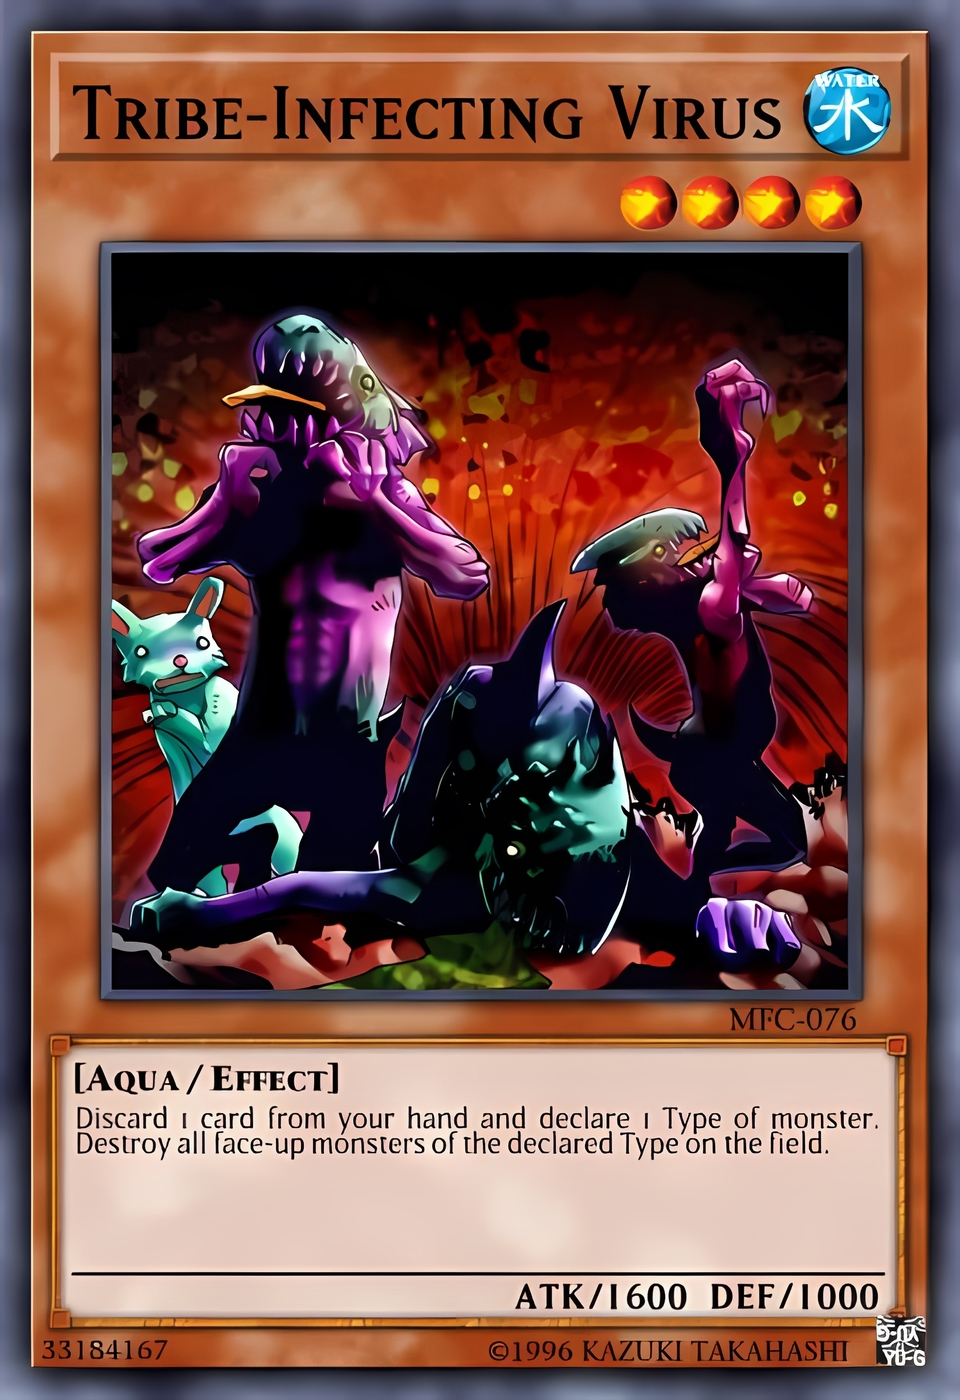 Tribe-Infecting Virus
WATER
水
MFC-076
[Aqua / Effect]
Discard 1 card from your hand and declare 1 Type of monster.
Destroy all face-up monsters of the declared Type on the field.
ATK/1600 DEF/1000
33184167
©1996 KAZUKI TAKAHASHI